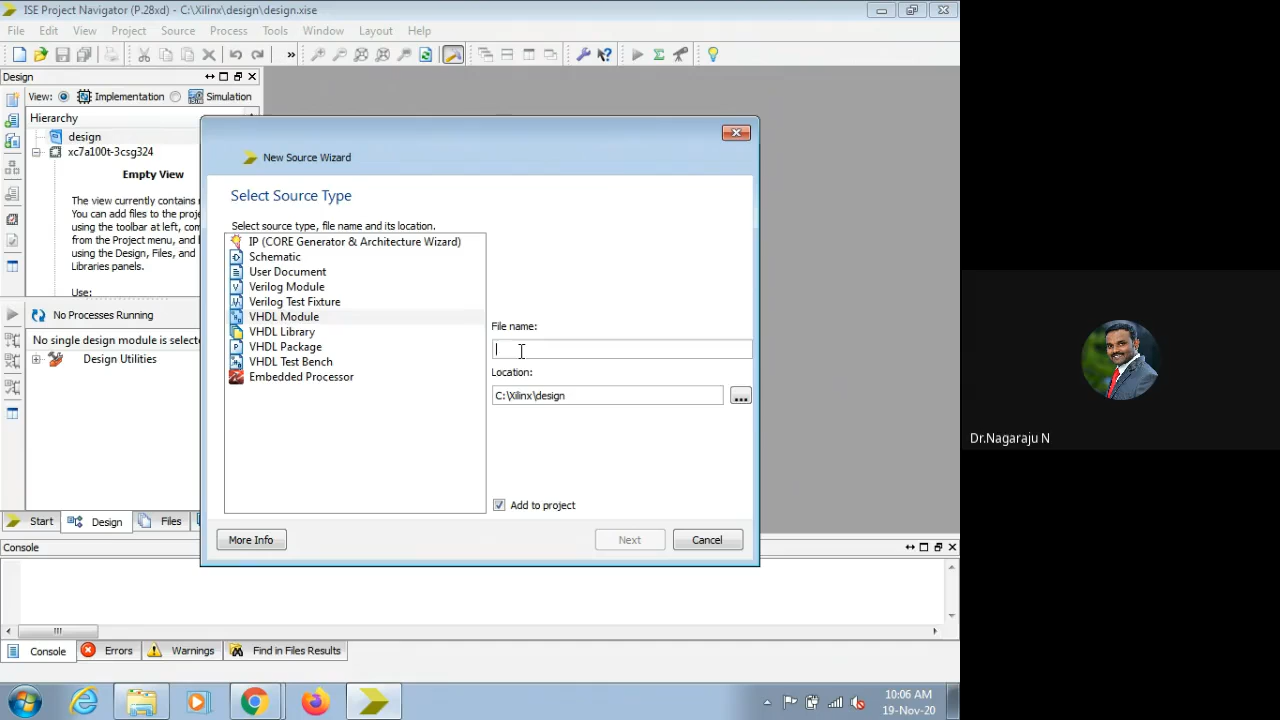 ISE Project Navigator (P.28xd) - C:\Xilinx\design\design.xise
File Edit View Project Source Process Tools Window Layout Help
»
Design
View: Implementation Simulation
Hierarchy
design
xc7a100t-3csg324
Empty View
The view currently contains
You can add files to the proje
using the toolbar at left, com
from the Project menu, and
using the Design, Files, and
Libraries panels.
Use:
No Processes Running
No single design module is selecte
Design Utilities
Start Design Files
New Source Wizard
Select Source Type
Select source type, file name and its location.
IP (CORE Generator & Architecture Wizard)
Schematic
User Document
Verilog Module
Verilog Test Fixture
VHDL Module
VHDL Library
VHDL Package
VHDL Test Bench
Embedded Processor
File name:
Location:
C:\Xilinx\design
...
Add to project
More Info Next Cancel
Console
Console Errors Warnings Find in Files Results
10:06 AM
19-Nov-20
Dr.Nagaraju N